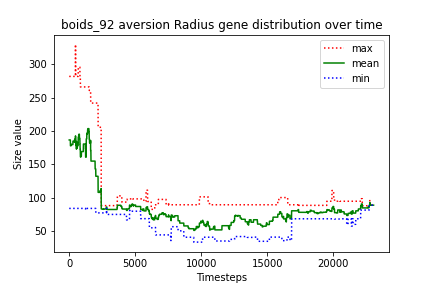 boids_92 aversion Radius gene distribution over time
max
mean
min
Size value
300
250
200
150
100
50
0
5000
10000
15000
20000
Timesteps